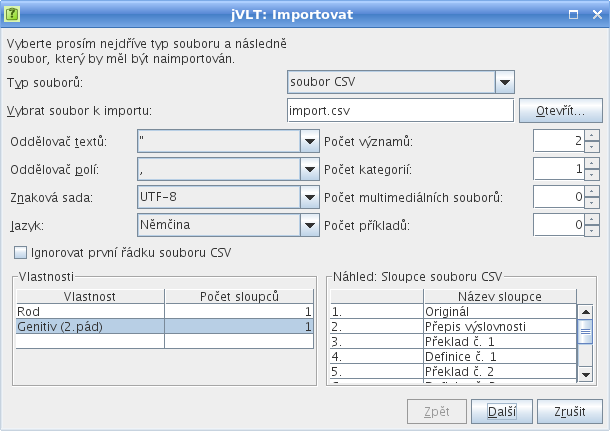 jVLT: Importovat
Vyberte prosím nejdříve typ souboru a následně
soubor, který by měl být naimportován.
Typ souborů: soubor CSV
Vybrat soubor k importu: import.csv Otevřít...
Oddělovač textů: " Počet významů: 2
Oddělovač polí: , Počet kategorií: 1
Znaková sada: UTF-8 Počet multimediálních souborů: 0
Jazyk: Němčina Počet příkladů: 0
Ignorovat první řádku souboru CSV
Vlastnosti
Vlastnost Počet sloupců
Rod 1
Genitiv (2.pád) 1
Náhled: Sloupce souboru CSV
Název sloupce
1. Originál
2. Přepis výslovnosti
3. Překlad č. 1
4. Definice č. 1
5. Překlad č. 2
Zpět Další Zrušit